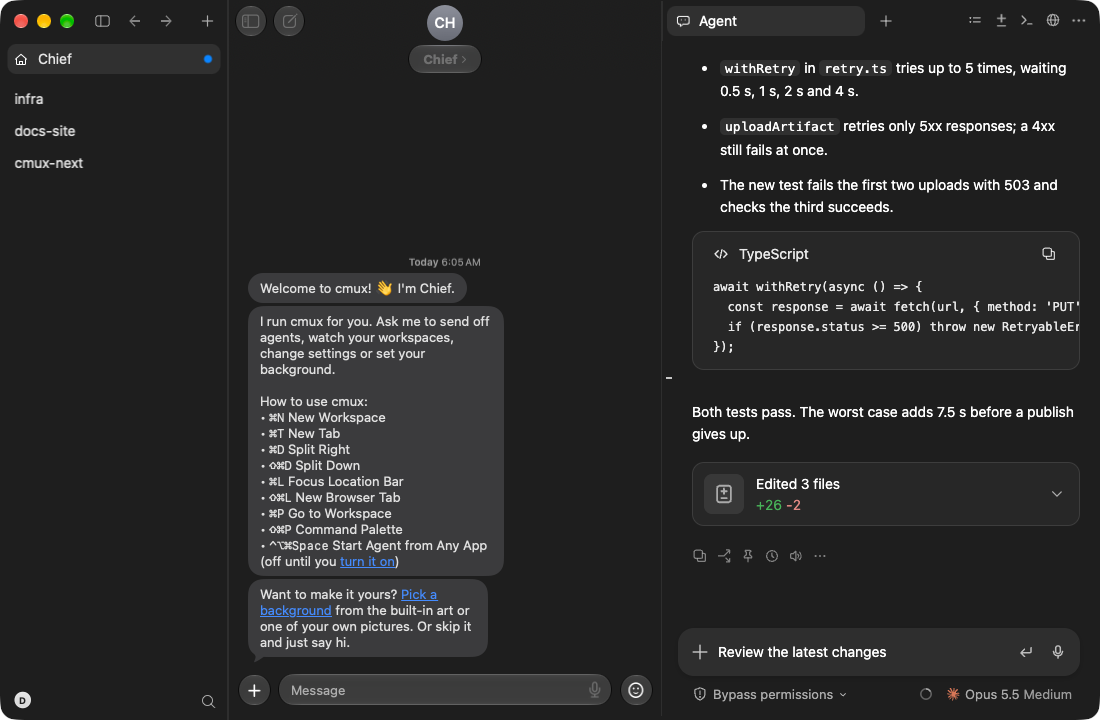 Chief
infra
docs-site
cmux-next
D
CH
Chief
Today 6:05 AM
Welcome to cmux! 👋 I'm Chief.
I run cmux for you. Ask me to send off
agents, watch your workspaces,
change settings or set your
background.
How to use cmux:
• ⌘N New Workspace
• ⌘T New Tab
• ⌘D Split Right
• ⇧⌘D Split Down
• ⌘L Focus Location Bar
• ⇧⌘L New Browser Tab
• ⌘P Go to Workspace
• ⇧⌘P Command Palette
• ^⌥⌘Space Start Agent from Any App
(off until you turn it on)
Want to make it yours? Pick a
background from the built-in art or
one of your own pictures. Or skip it
and just say hi.
Message
Agent
• withRetry in retry.ts tries up to 5 times, waiting
0.5 s, 1 s, 2 s and 4 s.
• uploadArtifact retries only 5xx responses; a 4xx
still fails at once.
• The new test fails the first two uploads with 503 and
checks the third succeeds.
TypeScript
await withRetry(async () => {
const response = await fetch(url, { method: 'PUT'
if (response.status >= 500) throw new RetryableEr
});
Both tests pass. The worst case adds 7.5 s before a publish
gives up.
Edited 3 files
+26 -2
Review the latest changes
Bypass permissions
Opus 5.5 Medium